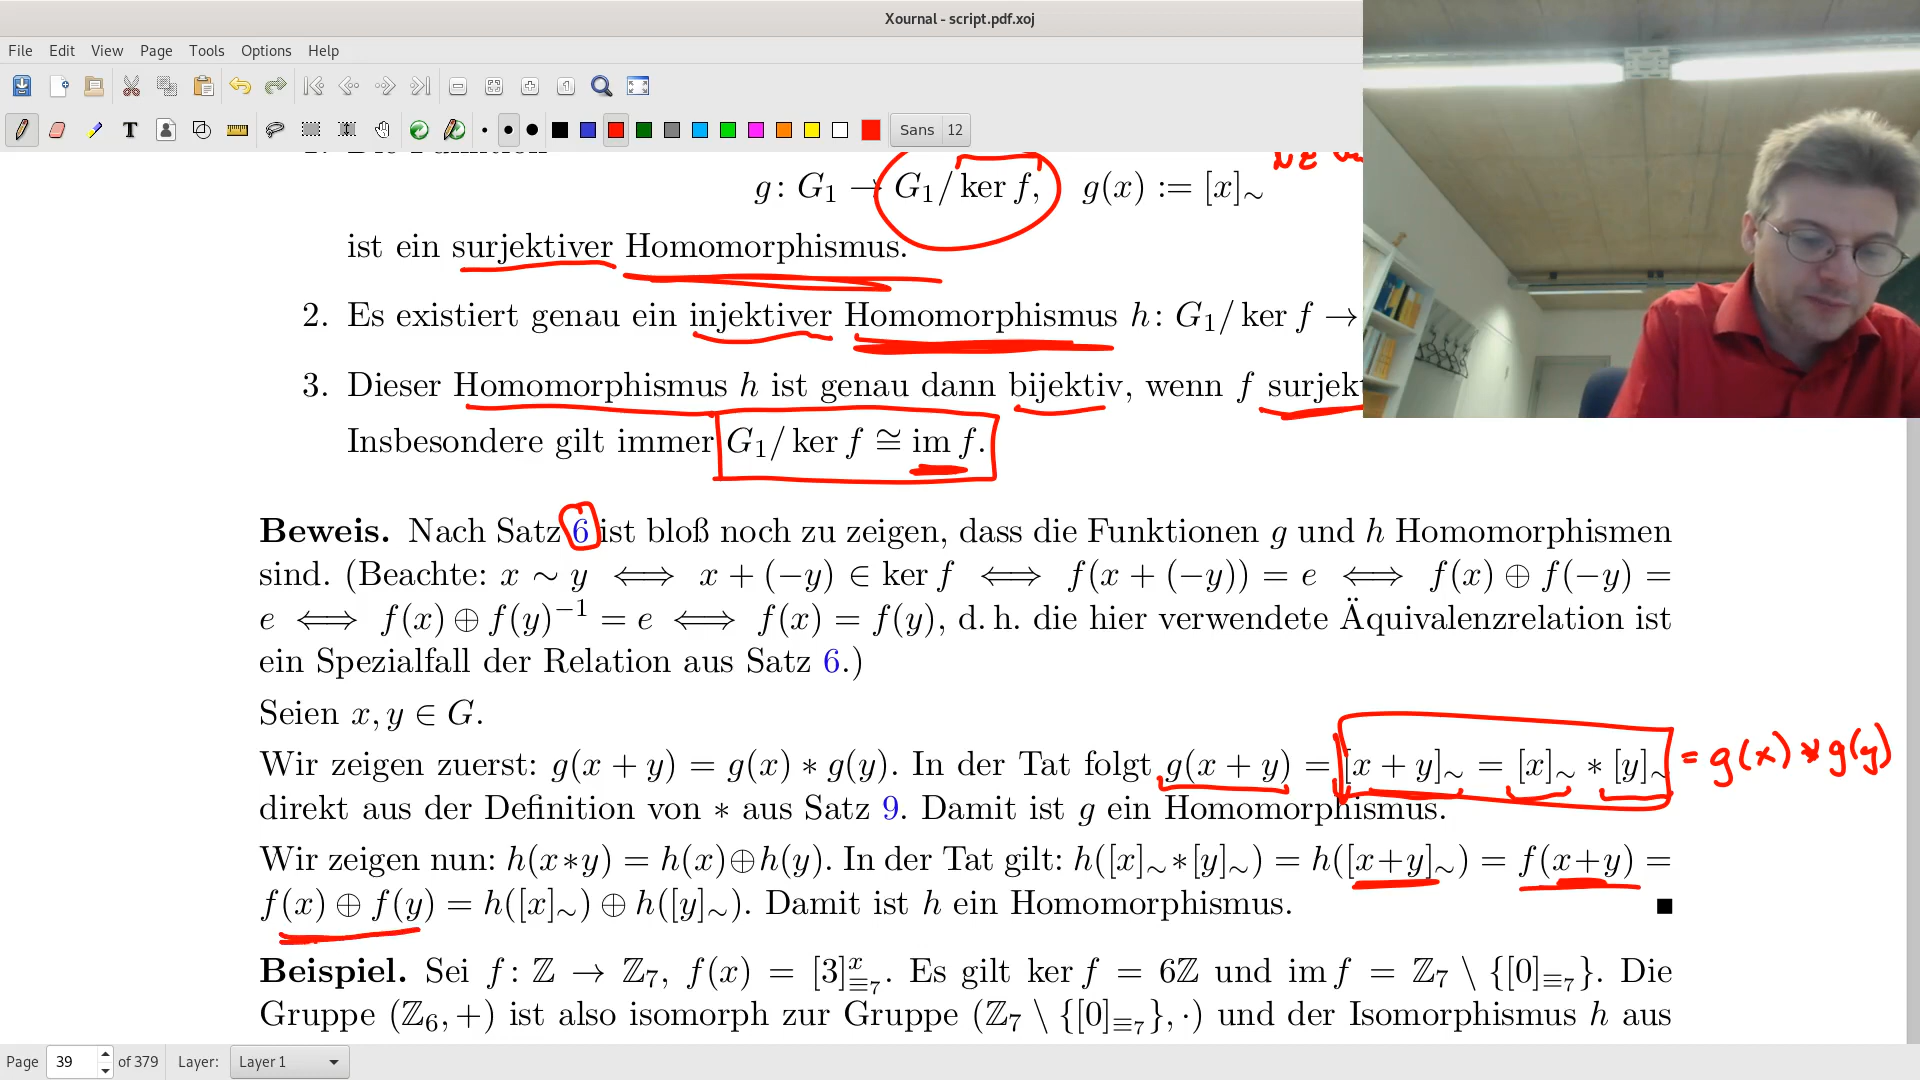 Xournal - script.pdf.xoj
File Edit View Page Tools Options Help
Sans 12
g: G₁ → G₁/ ker f, g(x) := [x]∼
ist ein surjektiver Homomorphismus.
2. Es existiert genau ein injektiver Homomorphismus h: G₁/ ker f →
3. Dieser Homomorphismus h ist genau dann bijektiv, wenn f surjekt
Insbesondere gilt immer G₁/ ker f ≅ im f.
Beweis. Nach Satz 6 ist bloß noch zu zeigen, dass die Funktionen g und h Homomorphismen
sind. (Beachte: x ∼ y ⟺ x + (−y) ∈ ker f ⟺ f(x + (−y)) = e ⟺ f(x) ⊕ f(−y) =
e ⟺ f(x) ⊕ f(y)⁻¹ = e ⟺ f(x) = f(y), d. h. die hier verwendete Äquivalenzrelation ist
ein Spezialfall der Relation aus Satz 6.)
Seien x, y ∈ G.
Wir zeigen zuerst: g(x + y) = g(x) ∗ g(y). In der Tat folgt g(x + y) = [x + y]∼ = [x]∼ ∗ [y]∼ = g(x) * g(y)
direkt aus der Definition von ∗ aus Satz 9. Damit ist g ein Homomorphismus.
Wir zeigen nun: h(x∗y) = h(x)⊕h(y). In der Tat gilt: h([x]∼∗[y]∼) = h([x+y]∼) = f(x+y) =
f(x) ⊕ f(y) = h([x]∼) ⊕ h([y]∼). Damit ist h ein Homomorphismus. ■
Beispiel. Sei f: ℤ → ℤ₇, f(x) = [3]ˣ≡₇. Es gilt ker f = 6ℤ und im f = ℤ₇ \ {[0]≡₇}. Die
Gruppe (ℤ₆, +) ist also isomorph zur Gruppe (ℤ₇ \ {[0]≡₇}, ·) und der Isomorphismus h aus
Page 39 of 379 Layer: Layer 1